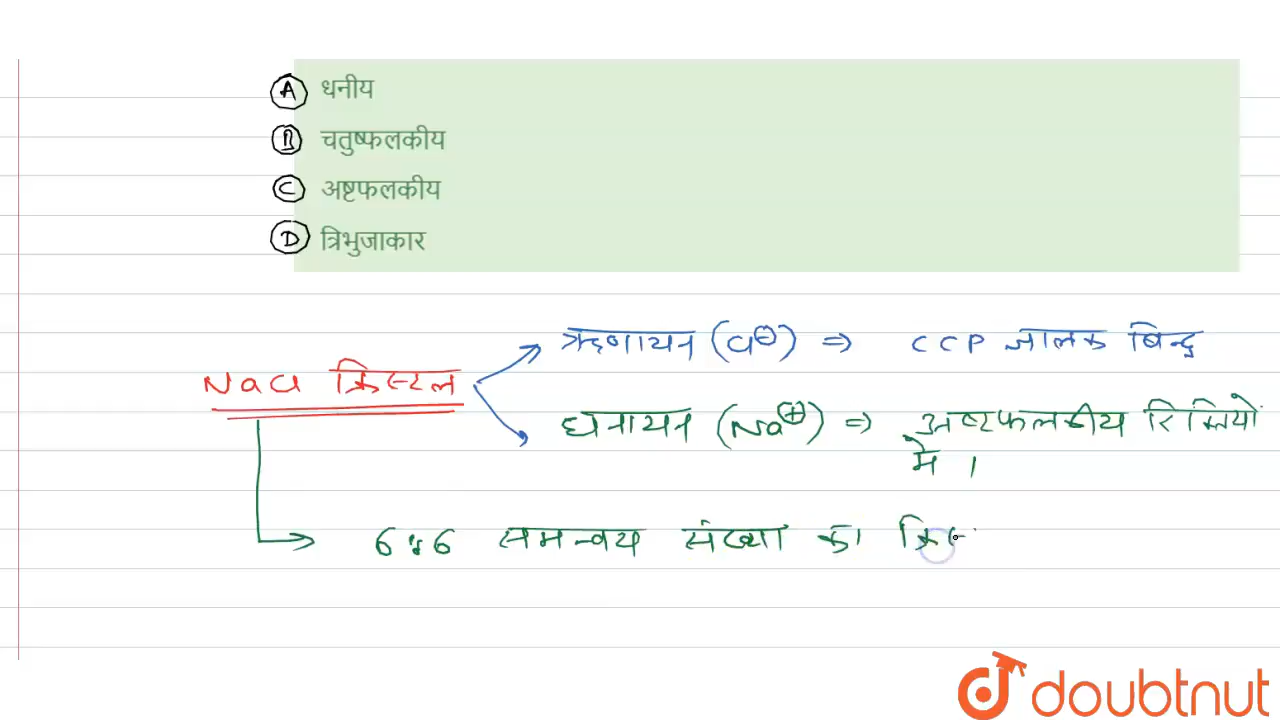 A धनीय
B चतुष्फलकीय
C अष्टफलकीय
D त्रिभुजाकार
ऋणायन (Cl⊖) ⇒ CCP जालक बिन्दु
NaCl क्रिस्टल
धनायन (Na⊕) ⇒ अष्टफलकीय रिक्तियों
में ।
6:6 समन्वय संख्या का
doubtnut